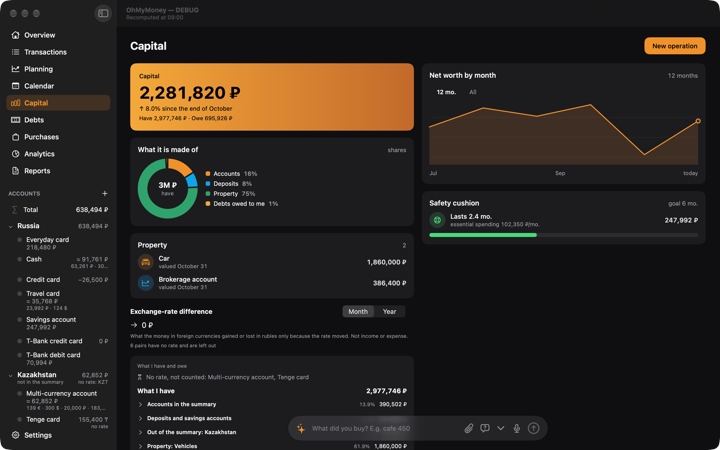 OhMyMoney — DEBUG
Recomputed at 09:00
Overview
Transactions
Planning
Calendar
Capital
Debts
Purchases
Analytics
Reports
ACCOUNTS
Total 638,494 ₽
Russia 638,494 ₽
Everyday card
218,480 ₽
Cash ≈ 91,761 ₽
63,261 ₽ · 30…
Credit card −26,500 ₽
Travel card
≈ 35,768 ₽
23,992 ₽ · 124 $
Savings account
247,992 ₽
T-Bank credit card 0 ₽
T-Bank debit card
70,994 ₽
Kazakhstan 62,852 ₽
not in the summary no rate: KZT
Multi-currency account
≈ 62,852 ₽
139 € · 300 $ · 20,000 ₽ · 183,…
Tenge card 155,400 ₸
no rate
Settings
Capital
New operation
Capital
2,281,820 ₽
↑ 8.0% since the end of October
Have 2,977,746 ₽ · Owe 695,926 ₽
What it is made of shares
3M ₽
have
Accounts 16%
Deposits 8%
Property 75%
Debts owed to me 1%
Property 2
Car
valued October 31
1,860,000 ₽
Brokerage account
valued October 31
386,400 ₽
Exchange-rate difference
Month Year
→ 0 ₽
What the money in foreign currencies gained or lost in rubles only because the rate moved. Not income or expense.
6 pairs have no rate and are left out
What I have and owe
No rate, not counted: Multi-currency account, Tenge card
What I have 2,977,746 ₽
Accounts in the summary 13.9% 390,502 ₽
Deposits and savings accounts
Out of the summary: Kazakhstan
Property: Vehicles 61.9% 1,860,000 ₽
Net worth by month 12 months
12 mo. All
Jul Sep today
Safety cushion goal 6 mo.
Lasts 2.4 mo.
essential spending 102,350 ₽/mo.
247,992 ₽
What did you buy? E.g. cafe 450